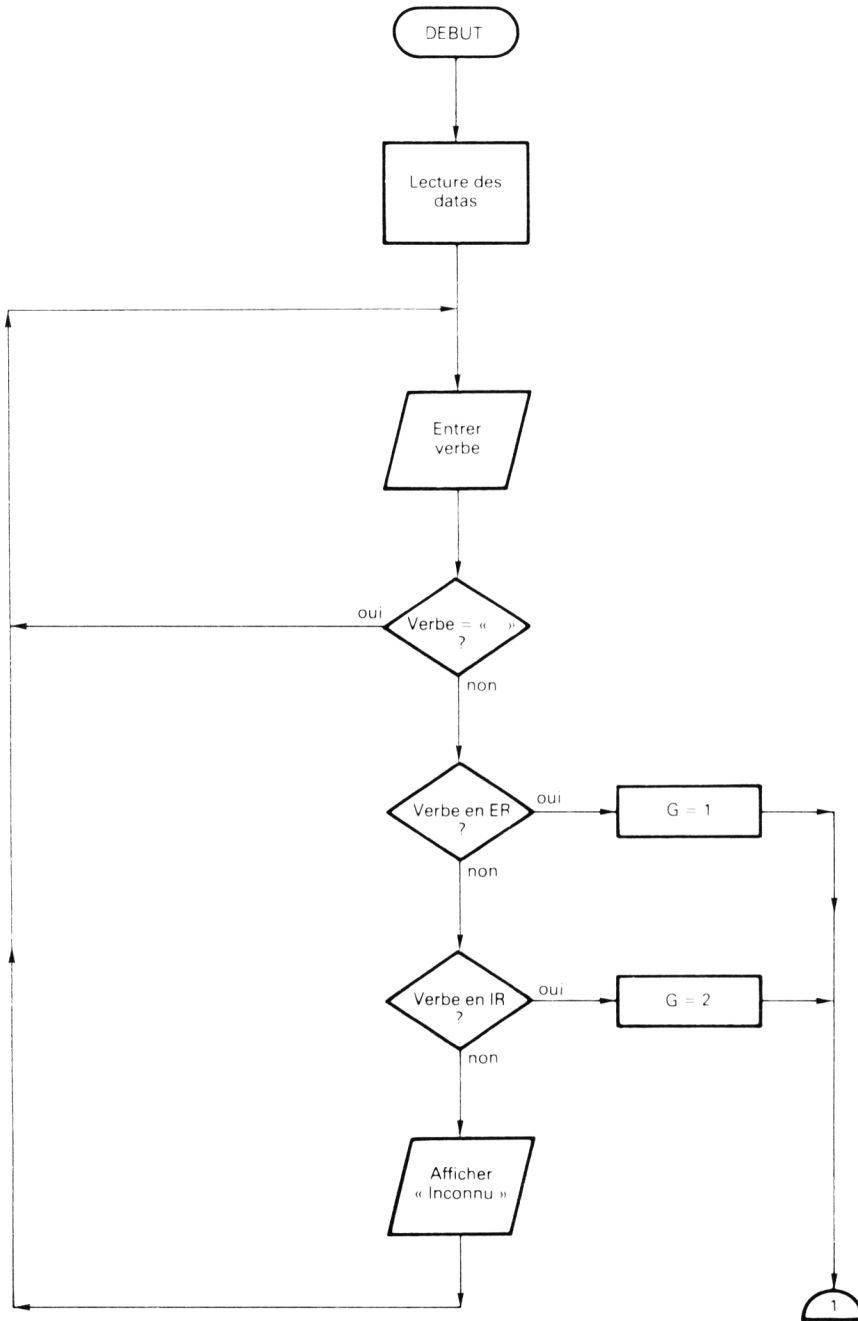 DEBUT
Lecture des
datas
Entrer
verbe
oui
Verbe = « »
?
non
Verbe en ER
?
oui
G = 1
non
Verbe en IR
?
oui
G = 2
non
Afficher
« Inconnu »
1